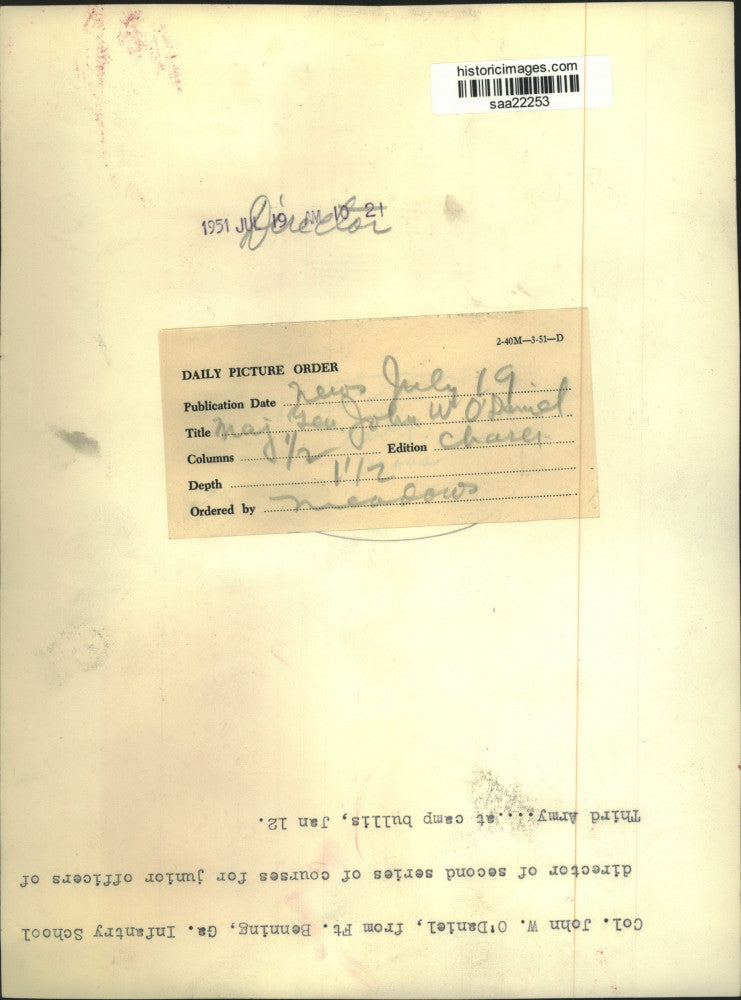 historicimages.com
saa22253
1951 JUL 19 AM 10 21
Director
2-40M—3-51—D
DAILY PICTURE ORDER
Publication Date news July 19
Title Maj Gen John W O'Daniel
Columns 1/2 Edition
Depth 1 1/2
Ordered by meadows
Col. John W. O'Daniel, from Ft. Benning, Ga. Infantry School
director of second series of courses for junior officers of
Third Army....at camp bullis, Jan 12.